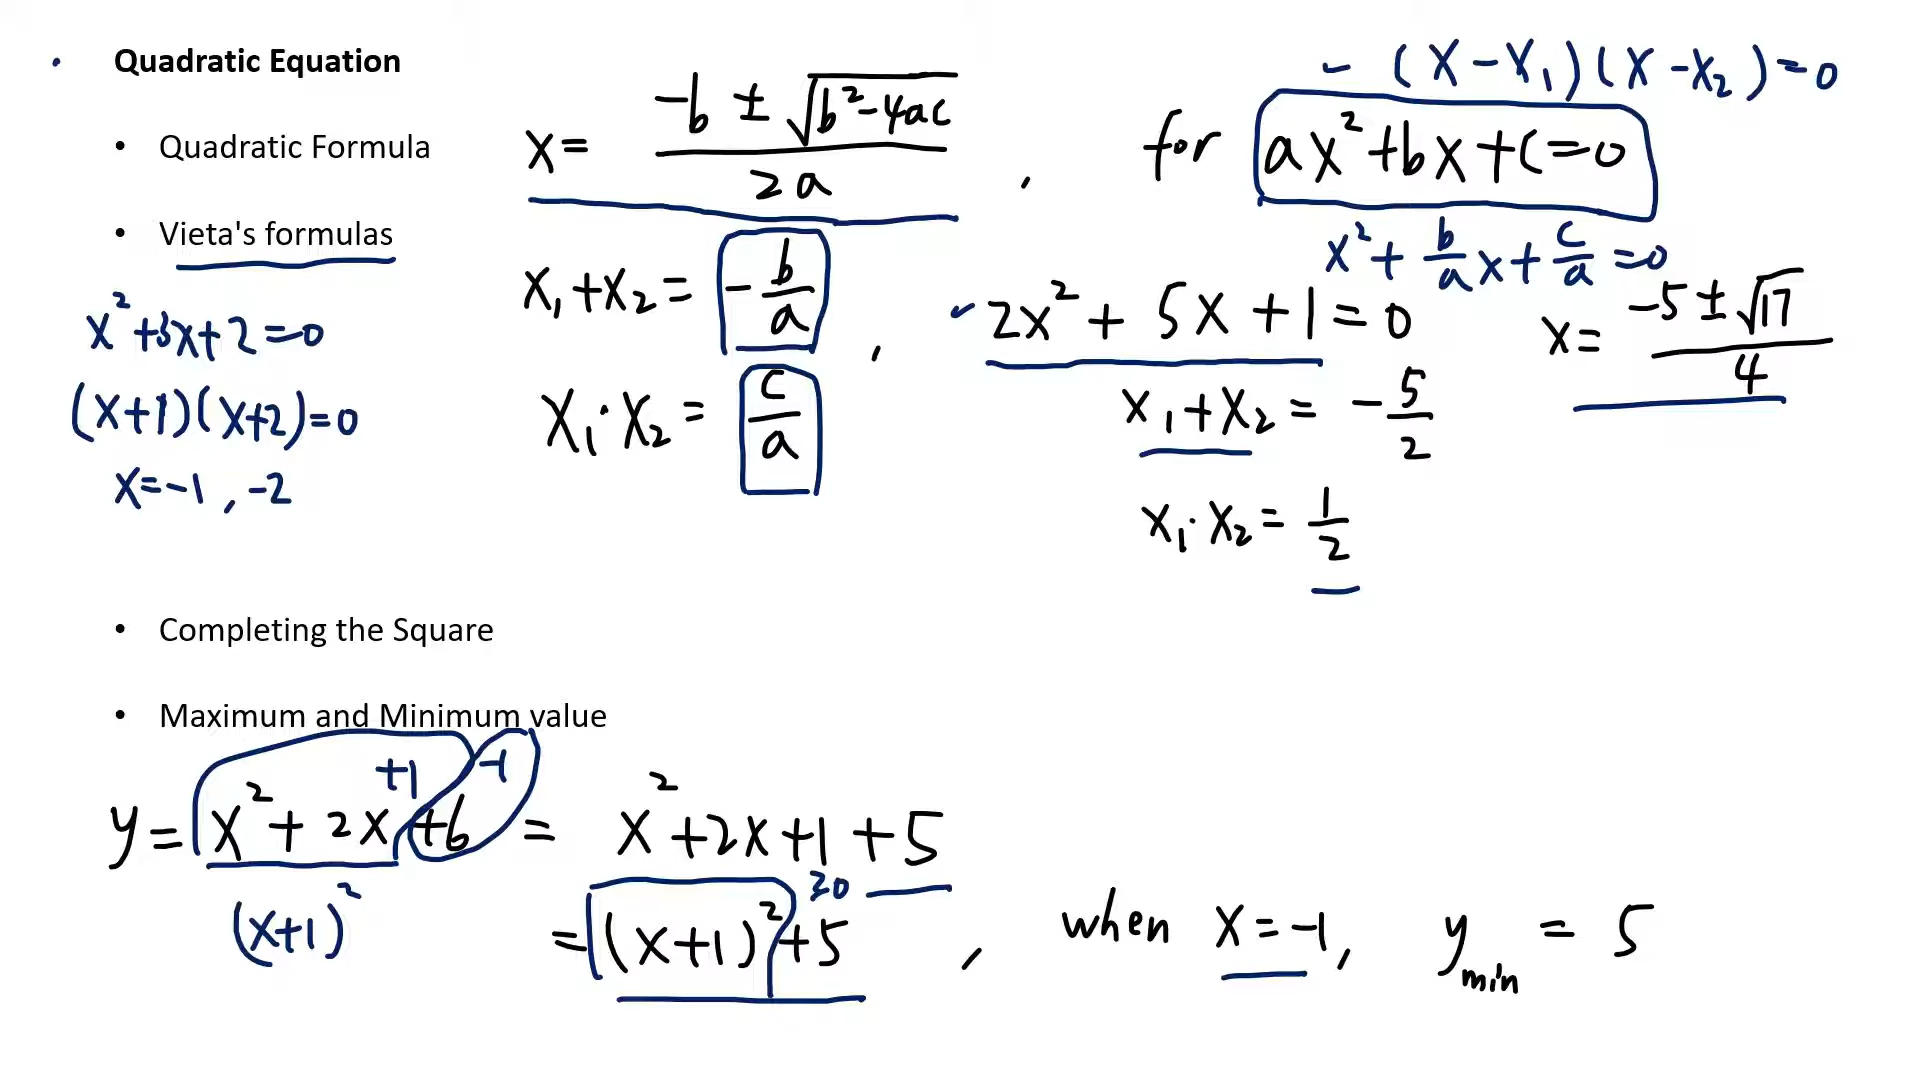 • Quadratic Equation
(x-x₁)(x-x₂)=0
• Quadratic Formula
x = (-b ± √(b²-4ac)) / 2a , for ax²+bx+c=0
x² + b/a x + c/a = 0
• Vieta's formulas
x₁+x₂ = -b/a ,
x₁·x₂ = c/a
x²+3x+2=0
(x+1)(x+2)=0
x=-1, -2
2x² + 5x + 1 = 0
x = (-5 ± √17) / 4
x₁+x₂ = -5/2
x₁·x₂ = 1/2
• Completing the Square
• Maximum and Minimum value
y = x² + 2x +1 +6 -1 = x²+2x+1 +5
(x+1)²
= (x+1)² +5 , when x=-1, y min = 5